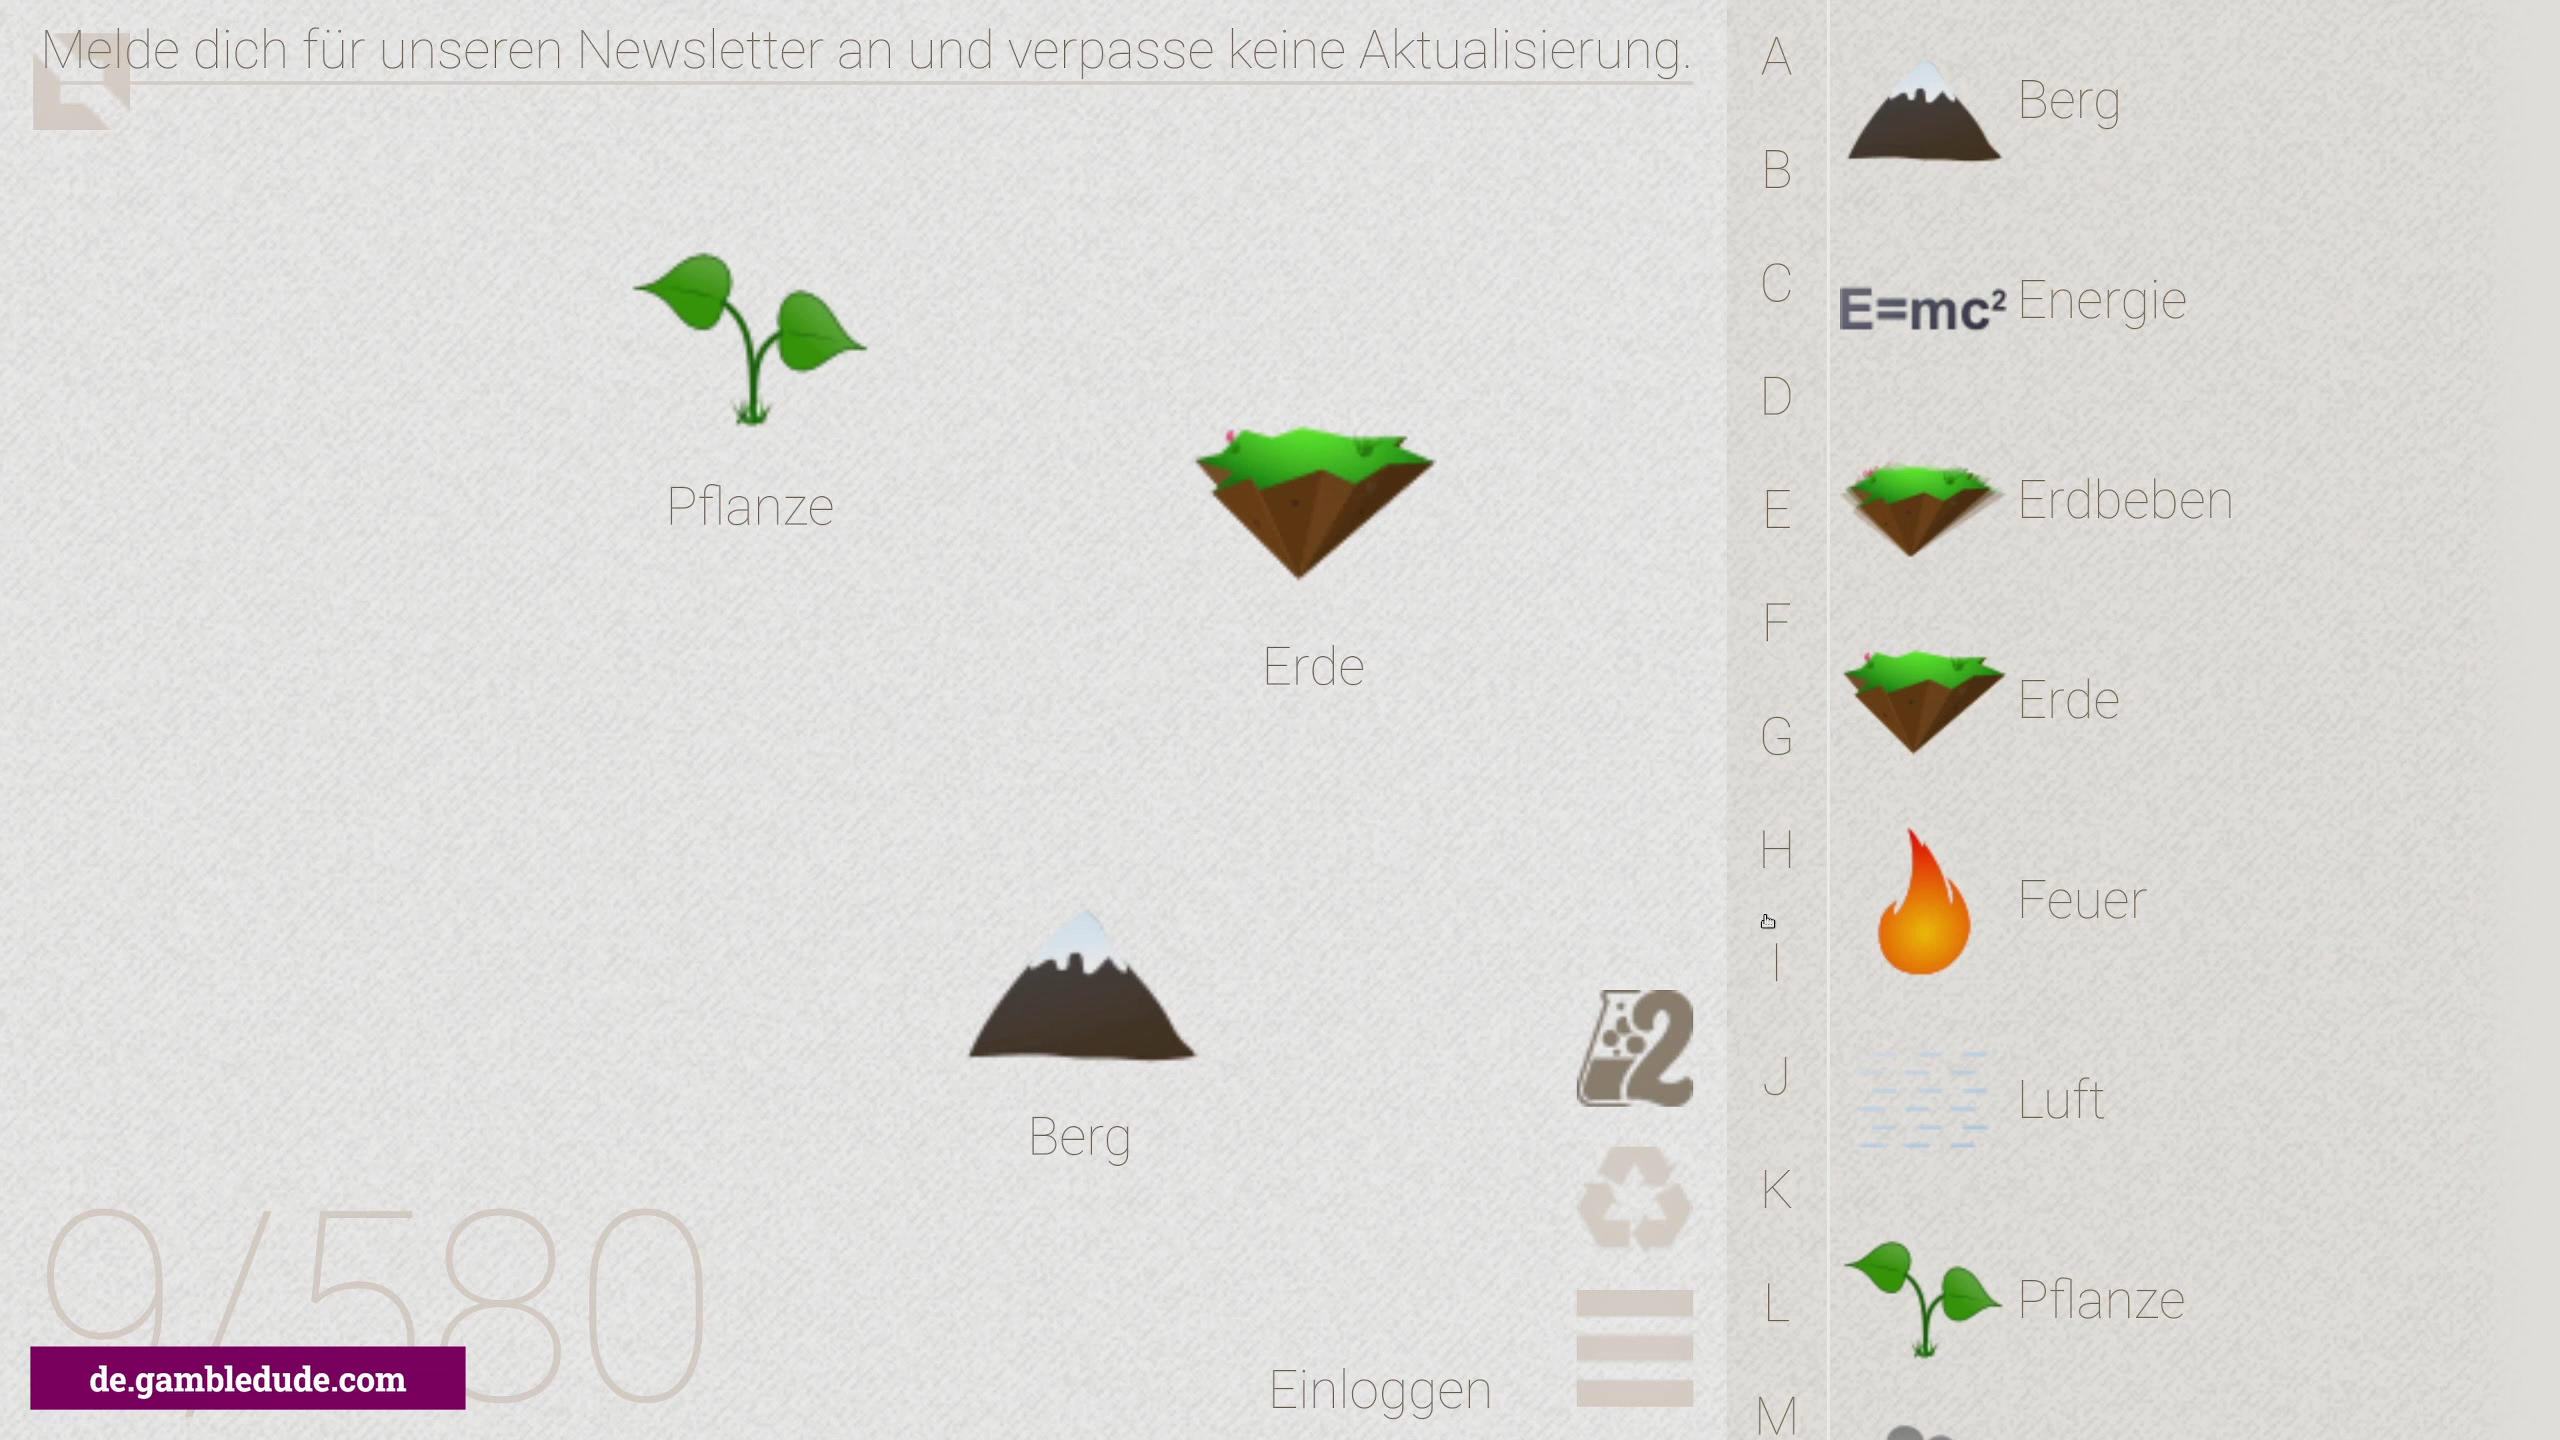 Melde dich für unseren Newsletter an und verpasse keine Aktualisierung.
Pflanze
Erde
Berg
9/580
de.gambledude.com
Einloggen
2
A
B
C
D
E
F
G
H
I
J
K
L
M
Berg
E=mc² Energie
Erdbeben
Erde
Feuer
Luft
Pflanze